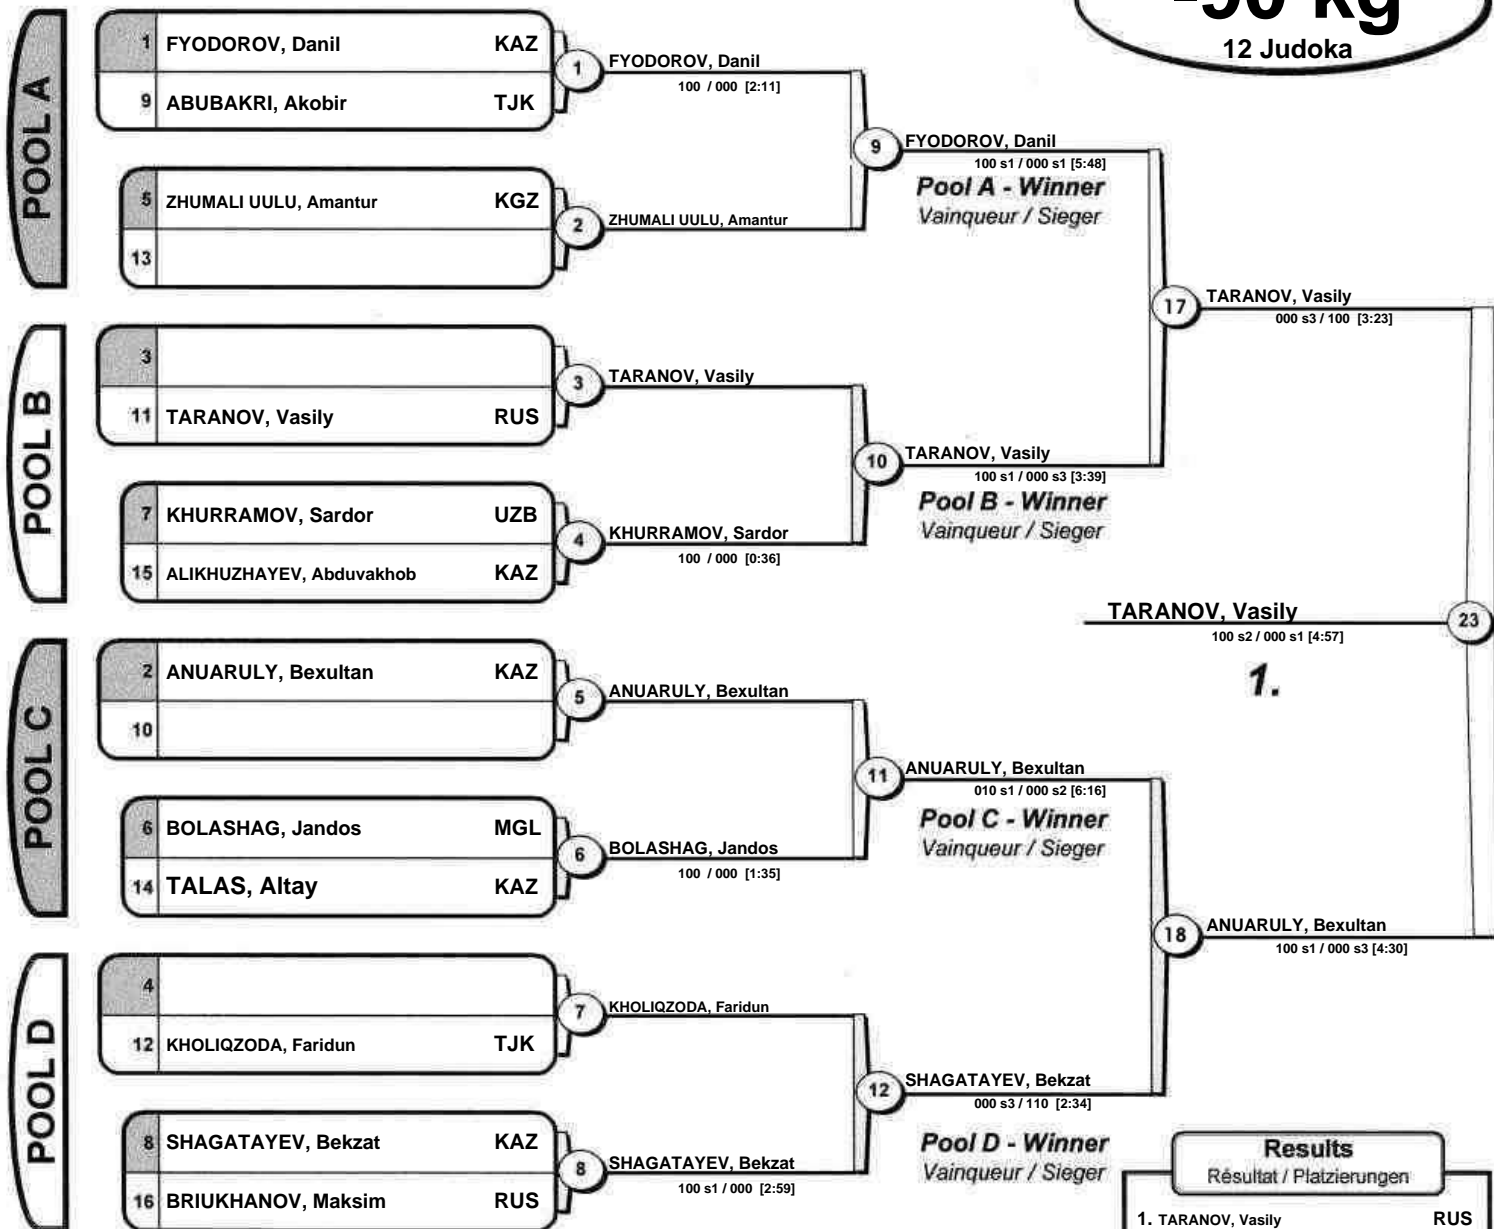 -90 kg
12 Judoka
POOL A
1 FYODOROV, Danil KAZ
9 ABUBAKRI, Akobir TJK
1
FYODOROV, Danil
100 / 000 [2:11]
5 ZHUMALI UULU, Amantur KGZ
13
2
ZHUMALI UULU, Amantur
9
FYODOROV, Danil
100 s1 / 000 s1 [5:48]
Pool A - Winner
Vainqueur / Sieger
POOL B
3
11 TARANOV, Vasily RUS
3
TARANOV, Vasily
7 KHURRAMOV, Sardor UZB
15 ALIKHUZHAYEV, Abduvakhob KAZ
4
KHURRAMOV, Sardor
100 / 000 [0:36]
10
TARANOV, Vasily
100 s1 / 000 s3 [3:39]
Pool B - Winner
Vainqueur / Sieger
17
TARANOV, Vasily
000 s3 / 100 [3:23]
POOL C
2 ANUARULY, Bexultan KAZ
10
5
ANUARULY, Bexultan
6 BOLASHAG, Jandos MGL
14 TALAS, Altay KAZ
6
BOLASHAG, Jandos
100 / 000 [1:35]
11
ANUARULY, Bexultan
010 s1 / 000 s2 [6:16]
Pool C - Winner
Vainqueur / Sieger
POOL D
4
12 KHOLIQZODA, Faridun TJK
7
KHOLIQZODA, Faridun
8 SHAGATAYEV, Bekzat KAZ
16 BRIUKHANOV, Maksim RUS
8
SHAGATAYEV, Bekzat
100 s1 / 000 [2:59]
12
SHAGATAYEV, Bekzat
000 s3 / 110 [2:34]
Pool D - Winner
Vainqueur / Sieger
18
ANUARULY, Bexultan
100 s1 / 000 s3 [4:30]
23
TARANOV, Vasily
100 s2 / 000 s1 [4:57]
1.
Results
Résultat / Platzierungen
1. TARANOV, Vasily RUS